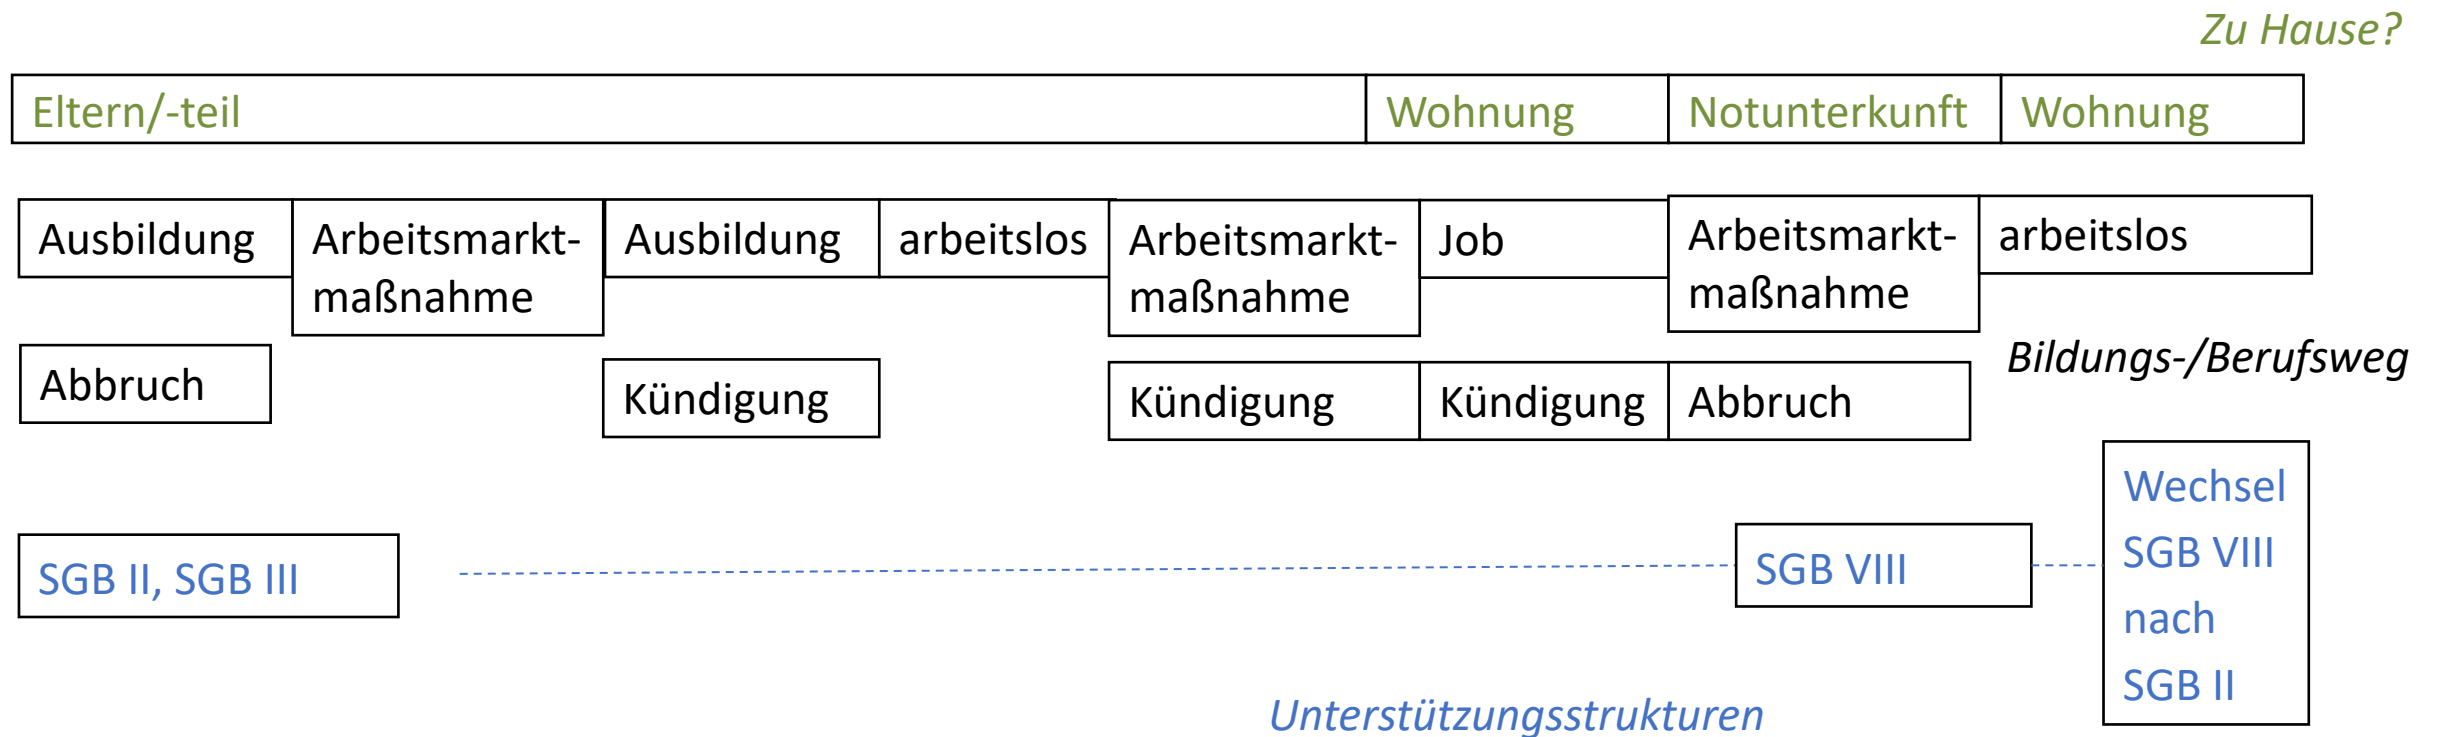 Zu Hause?
Eltern/-teil
Wohnung
Notunterkunft
Wohnung
Ausbildung
Arbeitsmarkt-
maßnahme
Ausbildung
arbeitslos
Arbeitsmarkt-
maßnahme
Job
Arbeitsmarkt-
maßnahme
arbeitslos
Abbruch
Kündigung
Kündigung
Kündigung
Abbruch
Bildungs-/Berufsweg
SGB II, SGB III
SGB VIII
Wechsel
SGB VIII
nach
SGB II
Unterstützungsstrukturen